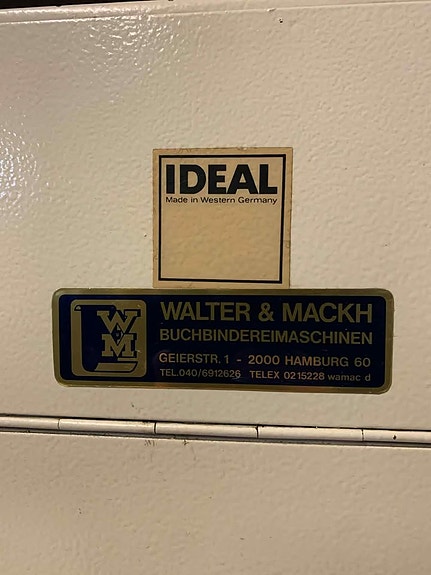 IDEAL
Made in Western Germany
W
M
WALTER & MACKH
BUCHBINDEREIMASCHINEN
GEIERSTR. 1 - 2000 HAMBURG 60
TEL.040/6912626 TELEX 0215228 wamac d